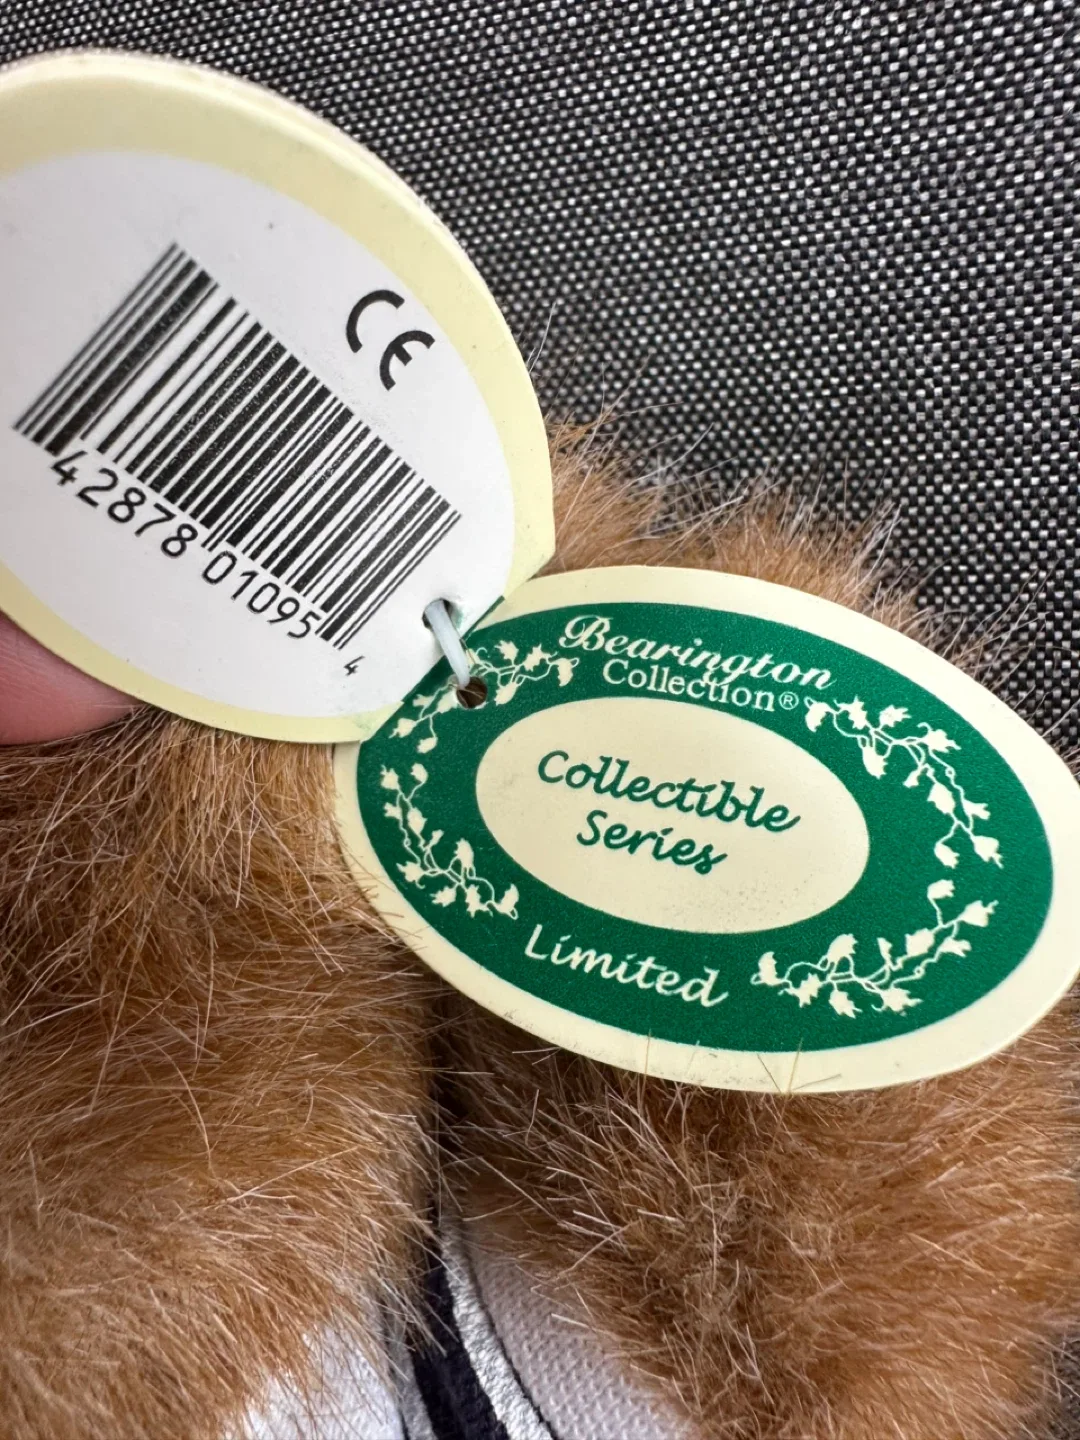 CE
42878 01095 4
Bearington
Collection®
Collectible
Series
Limited